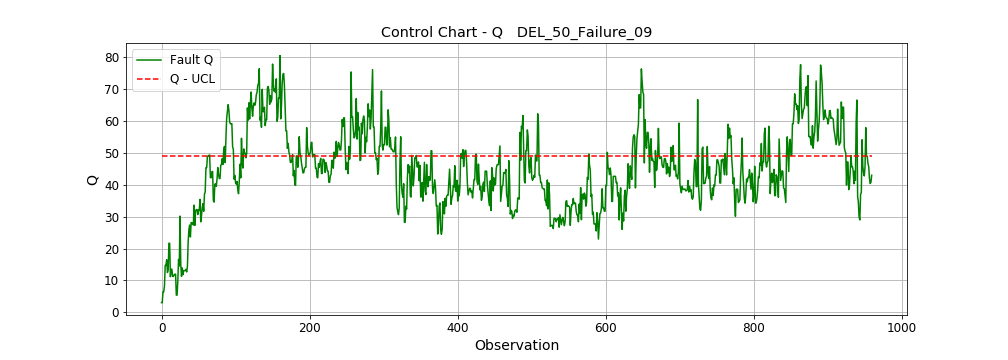 Control Chart - Q   DEL_50_Failure_09
Fault Q
Q - UCL
80
70
60
50
40
30
20
10
0
Q
0 200 400 600 800 1000
Observation